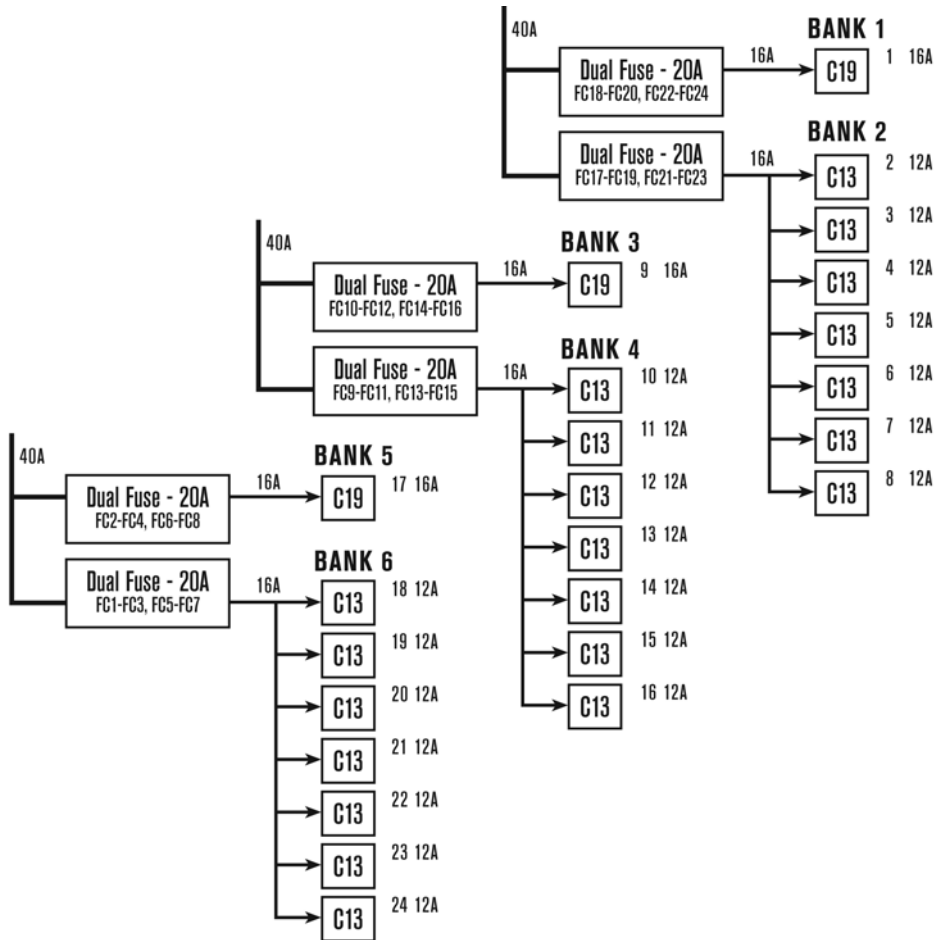 40A
BANK 1
Dual Fuse - 20A
FC18-FC20, FC22-FC24
16A
C19
1 16A
BANK 2
Dual Fuse - 20A
FC17-FC19, FC21-FC23
16A
C13
2 12A
C13
3 12A
C13
4 12A
C13
5 12A
C13
6 12A
C13
7 12A
C13
8 12A
40A
BANK 3
Dual Fuse - 20A
FC10-FC12, FC14-FC16
16A
C19
9 16A
BANK 4
Dual Fuse - 20A
FC9-FC11, FC13-FC15
16A
C13
10 12A
C13
11 12A
C13
12 12A
C13
13 12A
C13
14 12A
C13
15 12A
C13
16 12A
40A
BANK 5
Dual Fuse - 20A
FC2-FC4, FC6-FC8
16A
C19
17 16A
BANK 6
Dual Fuse - 20A
FC1-FC3, FC5-FC7
16A
C13
18 12A
C13
19 12A
C13
20 12A
C13
21 12A
C13
22 12A
C13
23 12A
C13
24 12A